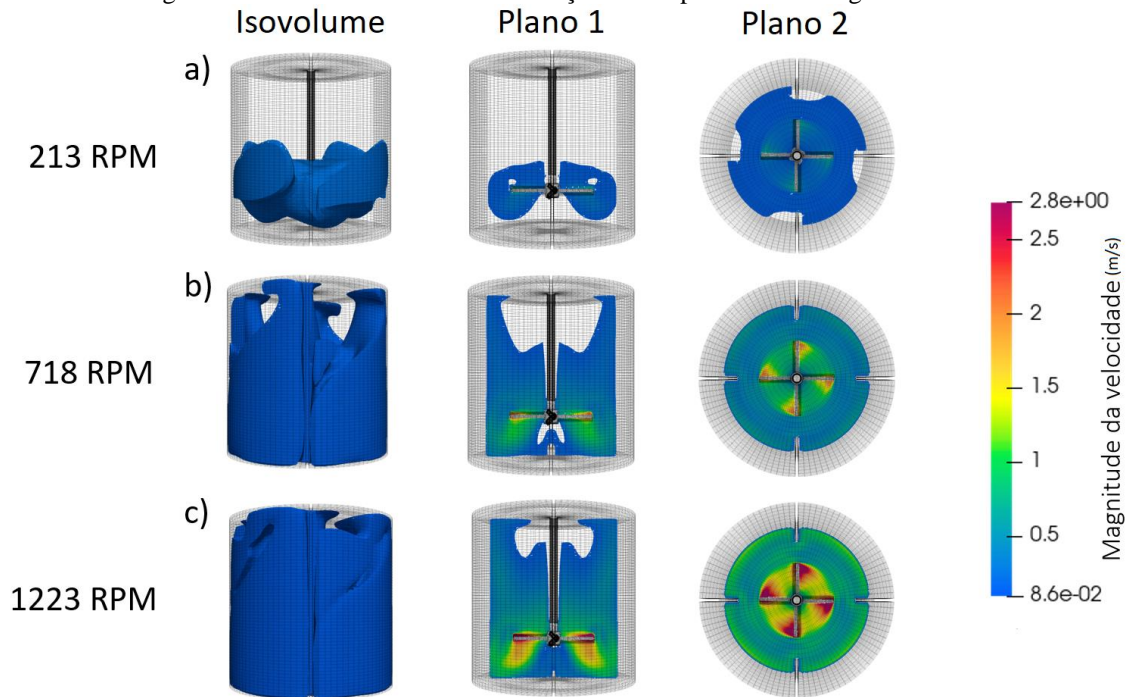 Isovolume Plano 1 Plano 2
a)
213 RPM
b)
718 RPM
c)
1223 RPM
2.8e+00
2.5
2
1.5
1
0.5
8.6e-02
Magnitude da velocidade (m/s)